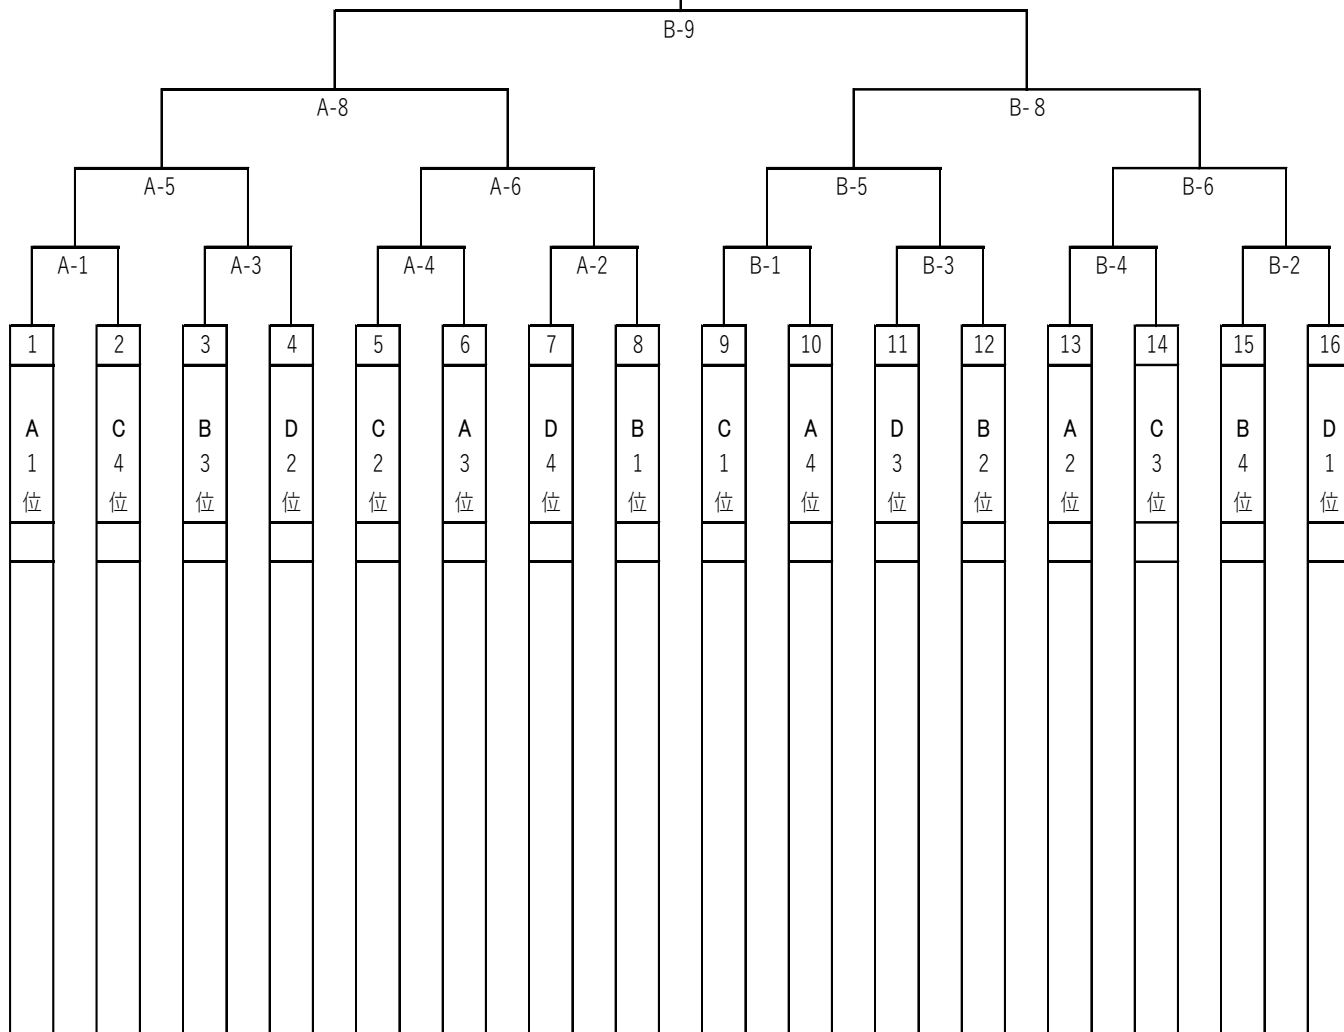 B-9
A-8 B-8
A-5 A-6 B-5 B-6
A-1 A-3 A-4 A-2 B-1 B-3 B-4 B-2
1 2 3 4 5 6 7 8 9 10 11 12 13 14 15 16
A C B D C A D B C A D B A C B D
1 4 3 2 2 3 4 1 1 4 3 2 2 3 4 1
位 位 位 位 位 位 位 位 位 位 位 位 位 位 位 位